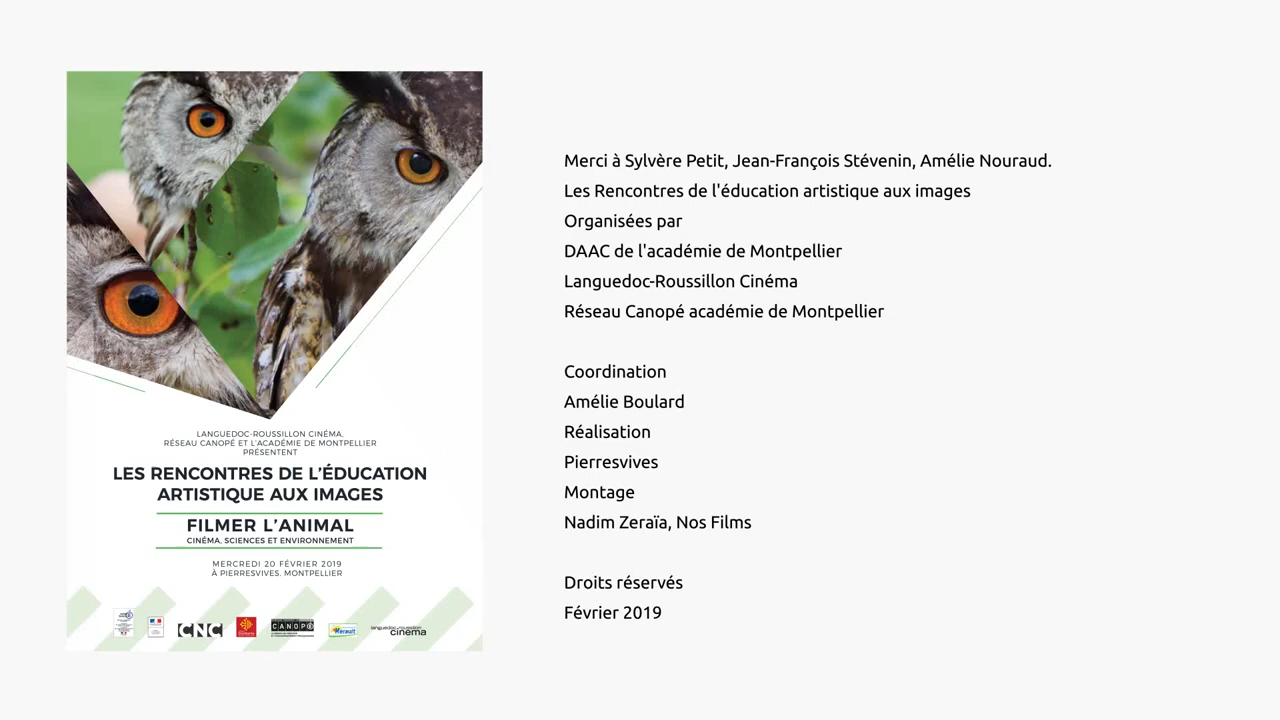 LANGUEDOC-ROUSSILLON CINÉMA,
RÉSEAU CANOPÉ ET L'ACADÉMIE DE MONTPELLIER
PRÉSENTENT
LES RENCONTRES DE L'ÉDUCATION
ARTISTIQUE AUX IMAGES
FILMER L'ANIMAL
CINÉMA, SCIENCES ET ENVIRONNEMENT
MERCREDI 20 FÉVRIER 2019
À PIERRESVIVES, MONTPELLIER
CNC
CANOPÉ
Hérault
languedoc-roussillon
cinéma
Merci à Sylvère Petit, Jean-François Stévenin, Amélie Nouraud.
Les Rencontres de l'éducation artistique aux images
Organisées par
DAAC de l'académie de Montpellier
Languedoc-Roussillon Cinéma
Réseau Canopé académie de Montpellier
Coordination
Amélie Boulard
Réalisation
Pierresvives
Montage
Nadim Zeraïa, Nos Films
Droits réservés
Février 2019